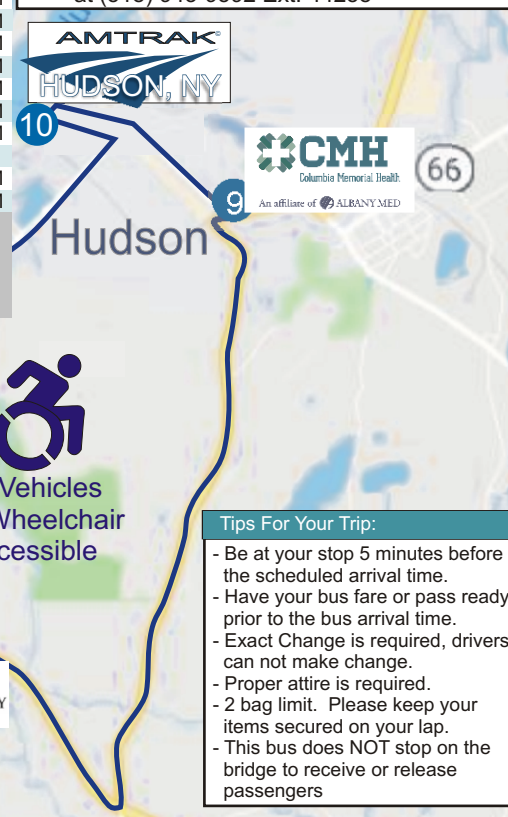 AMTRAK
HUDSON, NY
10
CMH
Columbia Memorial Health
An affiliate of ALBANY MED
66
9
Hudson
Vehicles
Wheelchair
cessible
Tips For Your Trip:
- Be at your stop 5 minutes before
the scheduled arrival time.
- Have your bus fare or pass ready
prior to the bus arrival time.
- Exact Change is required, drivers
can not make change.
- Proper attire is required.
- 2 bag limit. Please keep your
items secured on your lap.
- This bus does NOT stop on the
bridge to receive or release
passengers